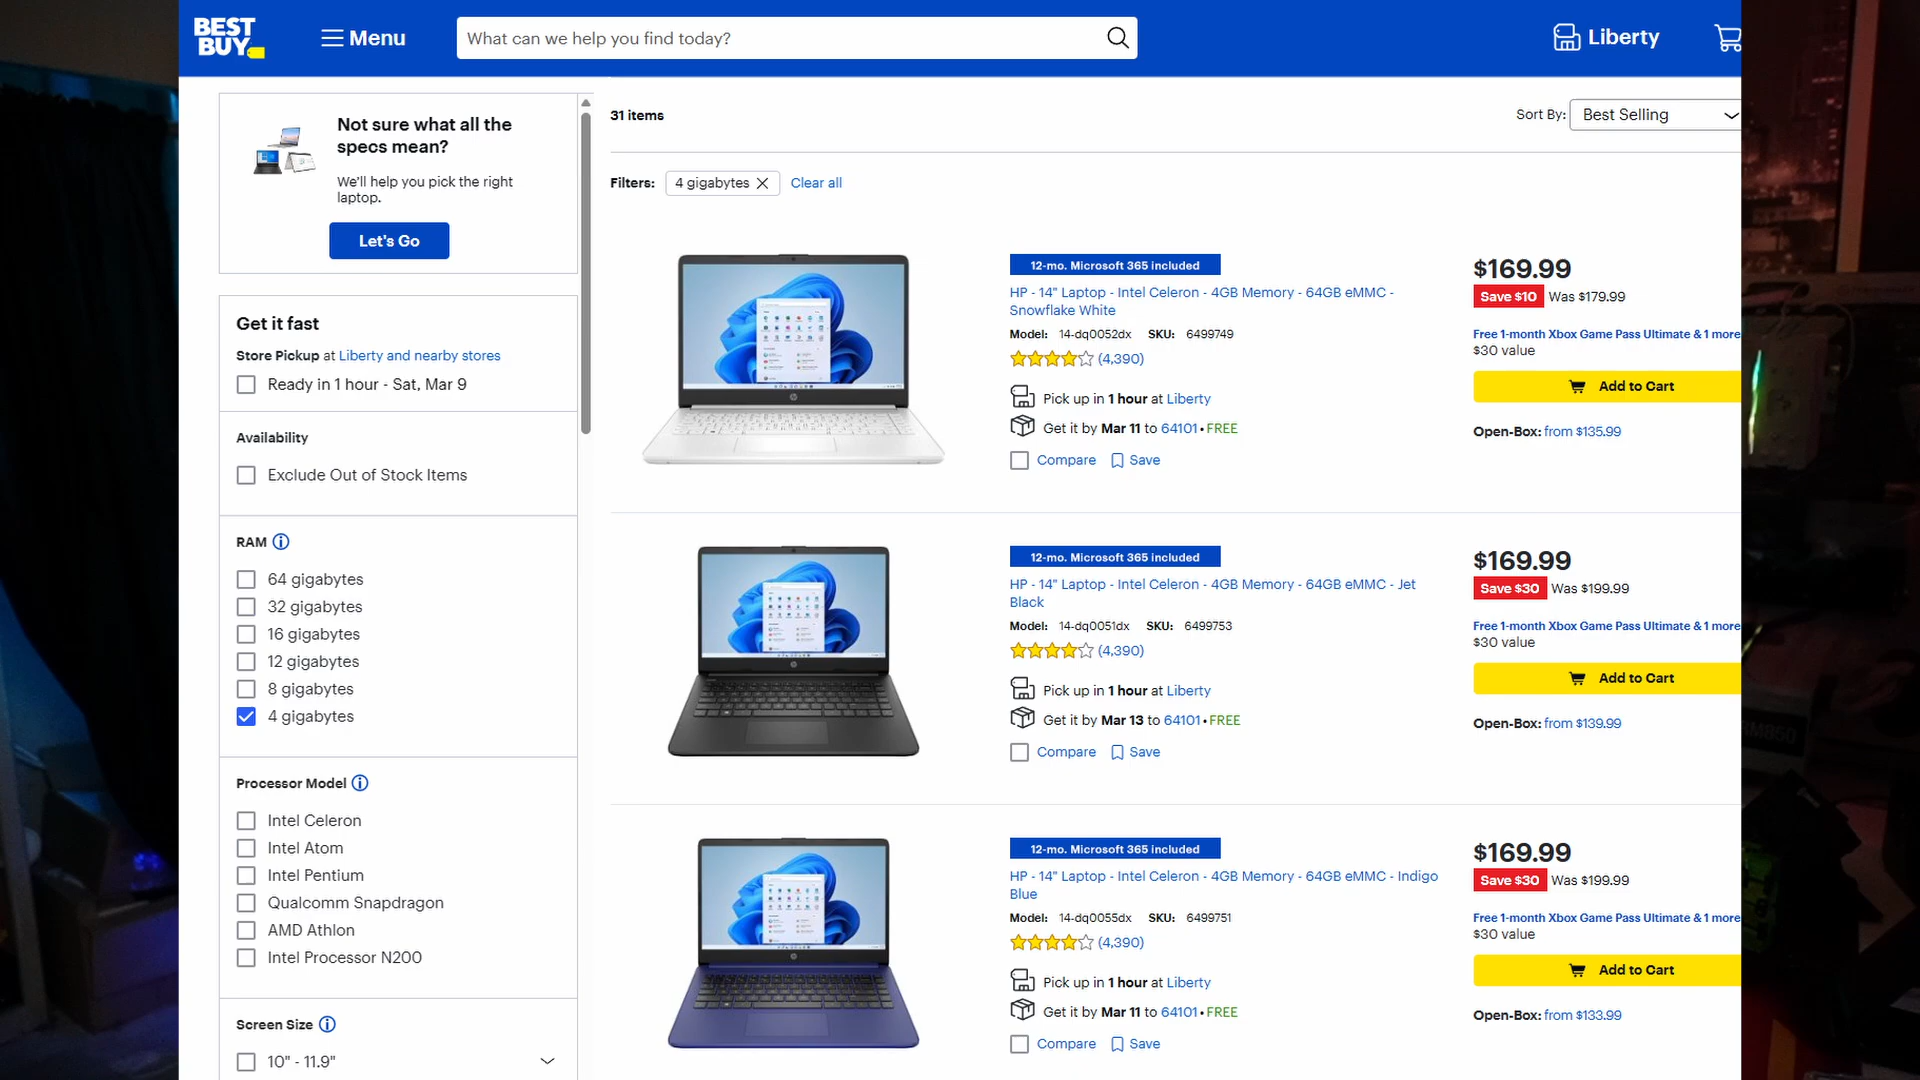 BEST
BUY
Menu
What can we help you find today?
Liberty
Not sure what all the
specs mean?
We'll help you pick the right
laptop.
Let's Go
Get it fast
Store Pickup at Liberty and nearby stores
Ready in 1 hour - Sat, Mar 9
Availability
Exclude Out of Stock Items
RAM
64 gigabytes
32 gigabytes
16 gigabytes
12 gigabytes
8 gigabytes
4 gigabytes
Processor Model
Intel Celeron
Intel Atom
Intel Pentium
Qualcomm Snapdragon
AMD Athlon
Intel Processor N200
Screen Size
10" - 11.9"
31 items
Sort By: Best Selling
Filters: 4 gigabytes Clear all
12-mo. Microsoft 365 included
HP - 14" Laptop - Intel Celeron - 4GB Memory - 64GB eMMC -
Snowflake White
Model: 14-dq0052dx SKU: 6499749
(4,390)
Pick up in 1 hour at Liberty
Get it by Mar 11 to 64101 • FREE
Compare Save
$169.99
Save $10 Was $179.99
Free 1-month Xbox Game Pass Ultimate & 1 more
$30 value
Add to Cart
Open-Box: from $135.99
12-mo. Microsoft 365 included
HP - 14" Laptop - Intel Celeron - 4GB Memory - 64GB eMMC - Jet
Black
Model: 14-dq0051dx SKU: 6499753
(4,390)
Pick up in 1 hour at Liberty
Get it by Mar 13 to 64101 • FREE
Compare Save
$169.99
Save $30 Was $199.99
Free 1-month Xbox Game Pass Ultimate & 1 more
$30 value
Add to Cart
Open-Box: from $139.99
12-mo. Microsoft 365 included
HP - 14" Laptop - Intel Celeron - 4GB Memory - 64GB eMMC - Indigo
Blue
Model: 14-dq0055dx SKU: 6499751
(4,390)
Pick up in 1 hour at Liberty
Get it by Mar 11 to 64101 • FREE
Compare Save
$169.99
Save $30 Was $199.99
Free 1-month Xbox Game Pass Ultimate & 1 more
$30 value
Add to Cart
Open-Box: from $133.99